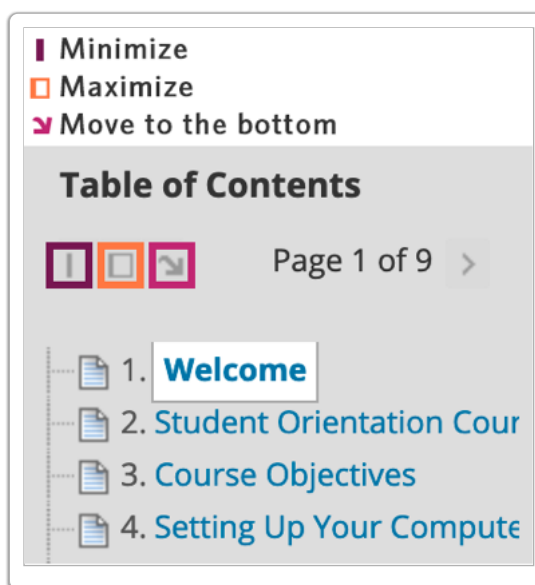 Minimize
Maximize
Move to the bottom
Table of Contents
Page 1 of 9 >
1. Welcome
2. Student Orientation Cour
3. Course Objectives
4. Setting Up Your Compute